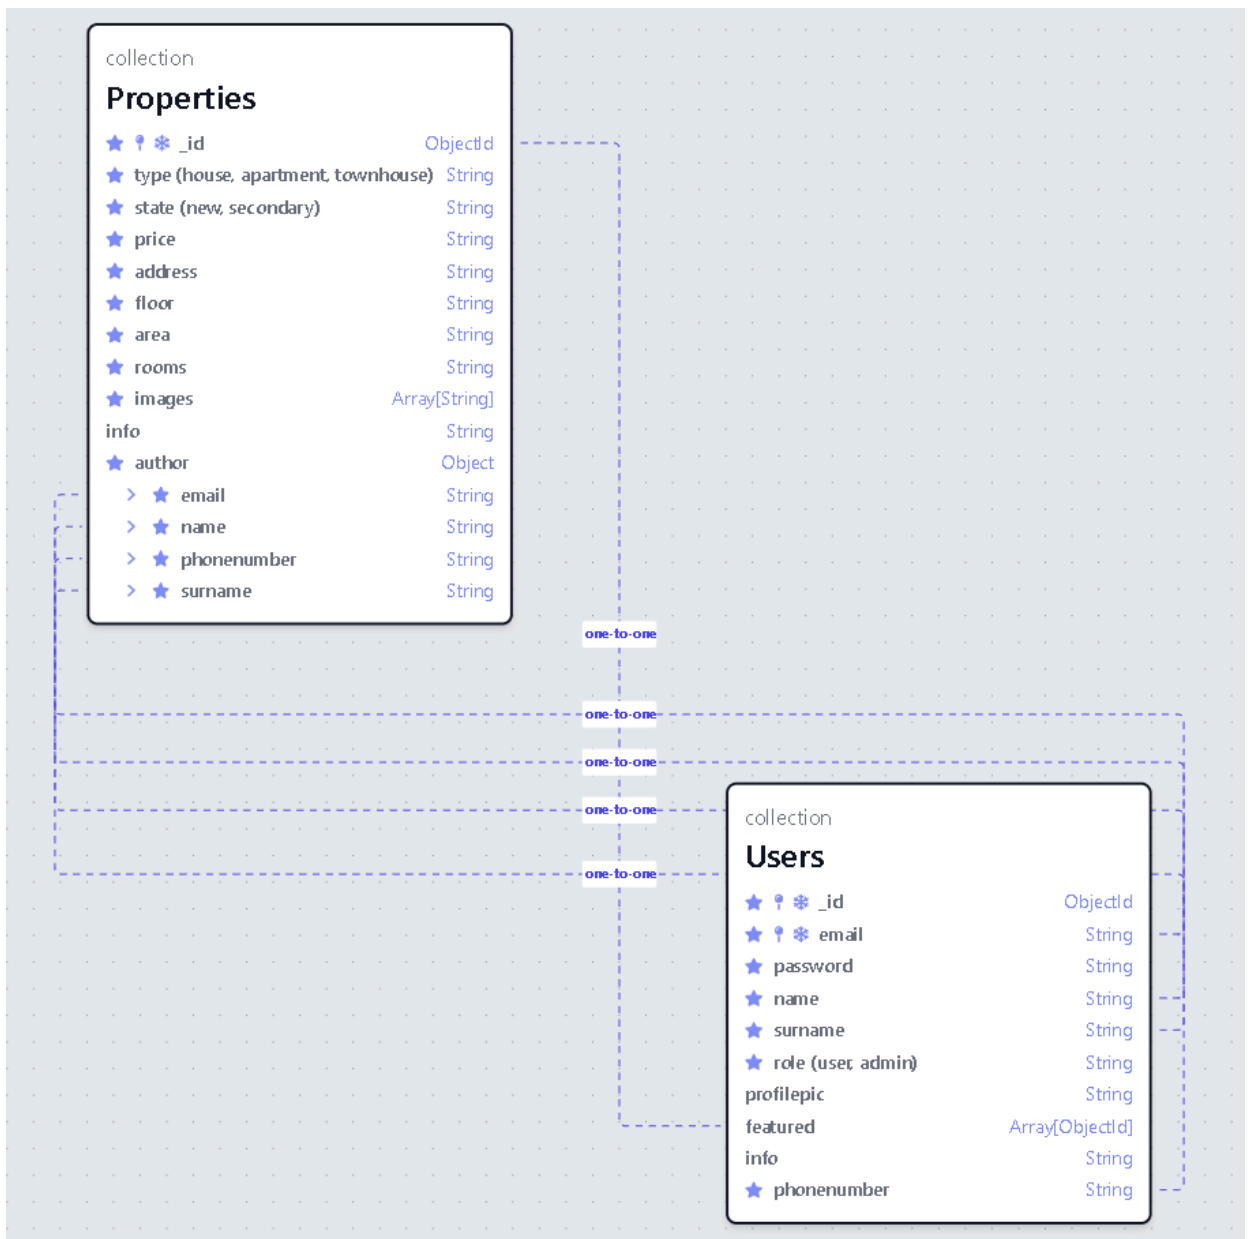 collection
Properties
_id ObjectId
type (house, apartment, townhouse) String
state (new, secondary) String
price String
address String
floor String
area String
rooms String
images Array[String]
info String
author Object
email String
name String
phonenumber String
surname String
one-to-one
one-to-one
one-to-one
one-to-one
one-to-one
collection
Users
_id ObjectId
email String
password String
name String
surname String
role (user, admin) String
profilepic String
featured Array[ObjectId]
info String
phonenumber String